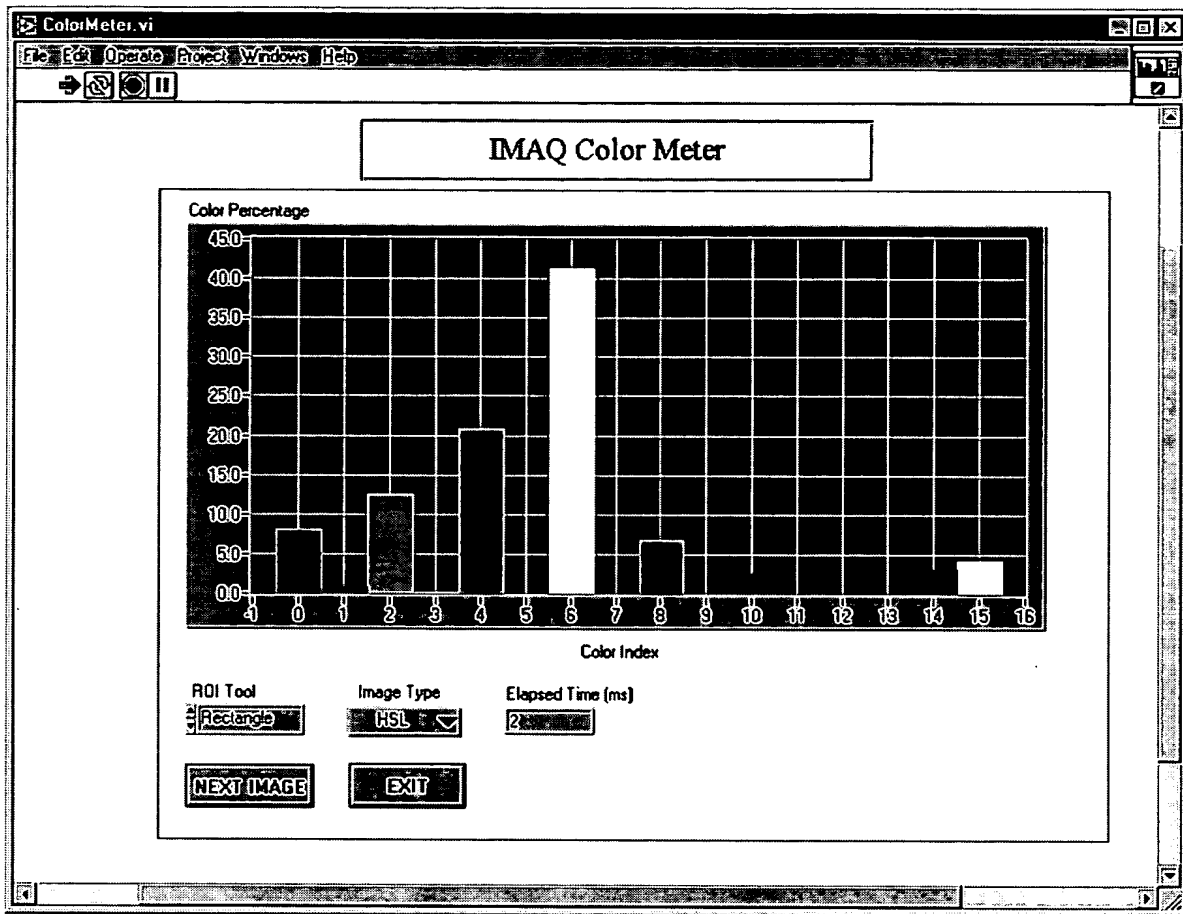 ColorMeter.vi
File Edit Operate Project Windows Help
IMAQ Color Meter
Color Percentage
45.0
40.0
35.0
30.0
25.0
20.0
15.0
10.0
5.0
0.0
-1 0 1 2 3 4 5 6 7 8 9 10 11 12 13 14 15 16
Color Index
ROI Tool Image Type Elapsed Time (ms)
Rectangle HSL 2
NEXT IMAGE EXIT